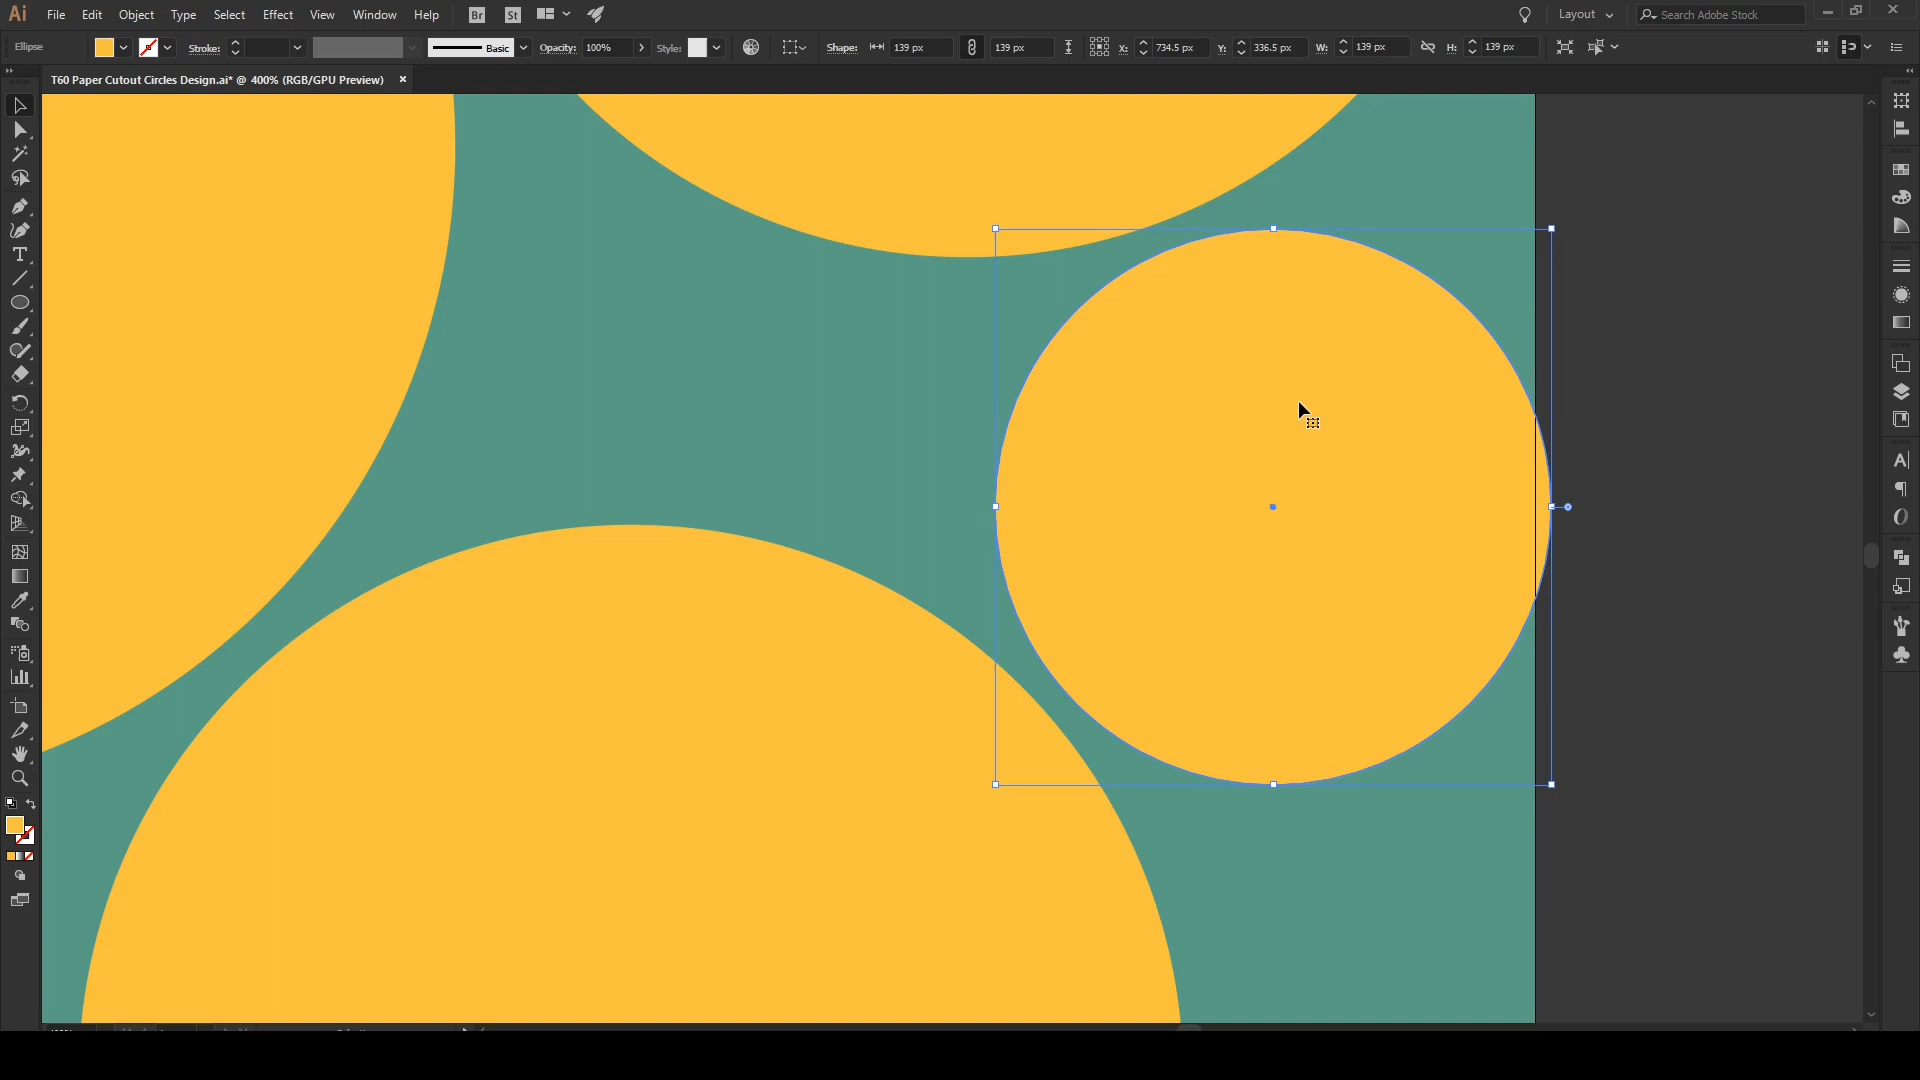 Ai File Edit Object Type Select Effect View Window Help Br St Layout Search Adobe Stock
Ellipse Stroke: Basic Opacity: 100% Style: Shape: 139 px 139 px X: 734.5 px Y: 336.5 px W: 139 px H: 139 px
T60 Paper Cutout Circles Design.ai* @ 400% (RGB/GPU Preview)